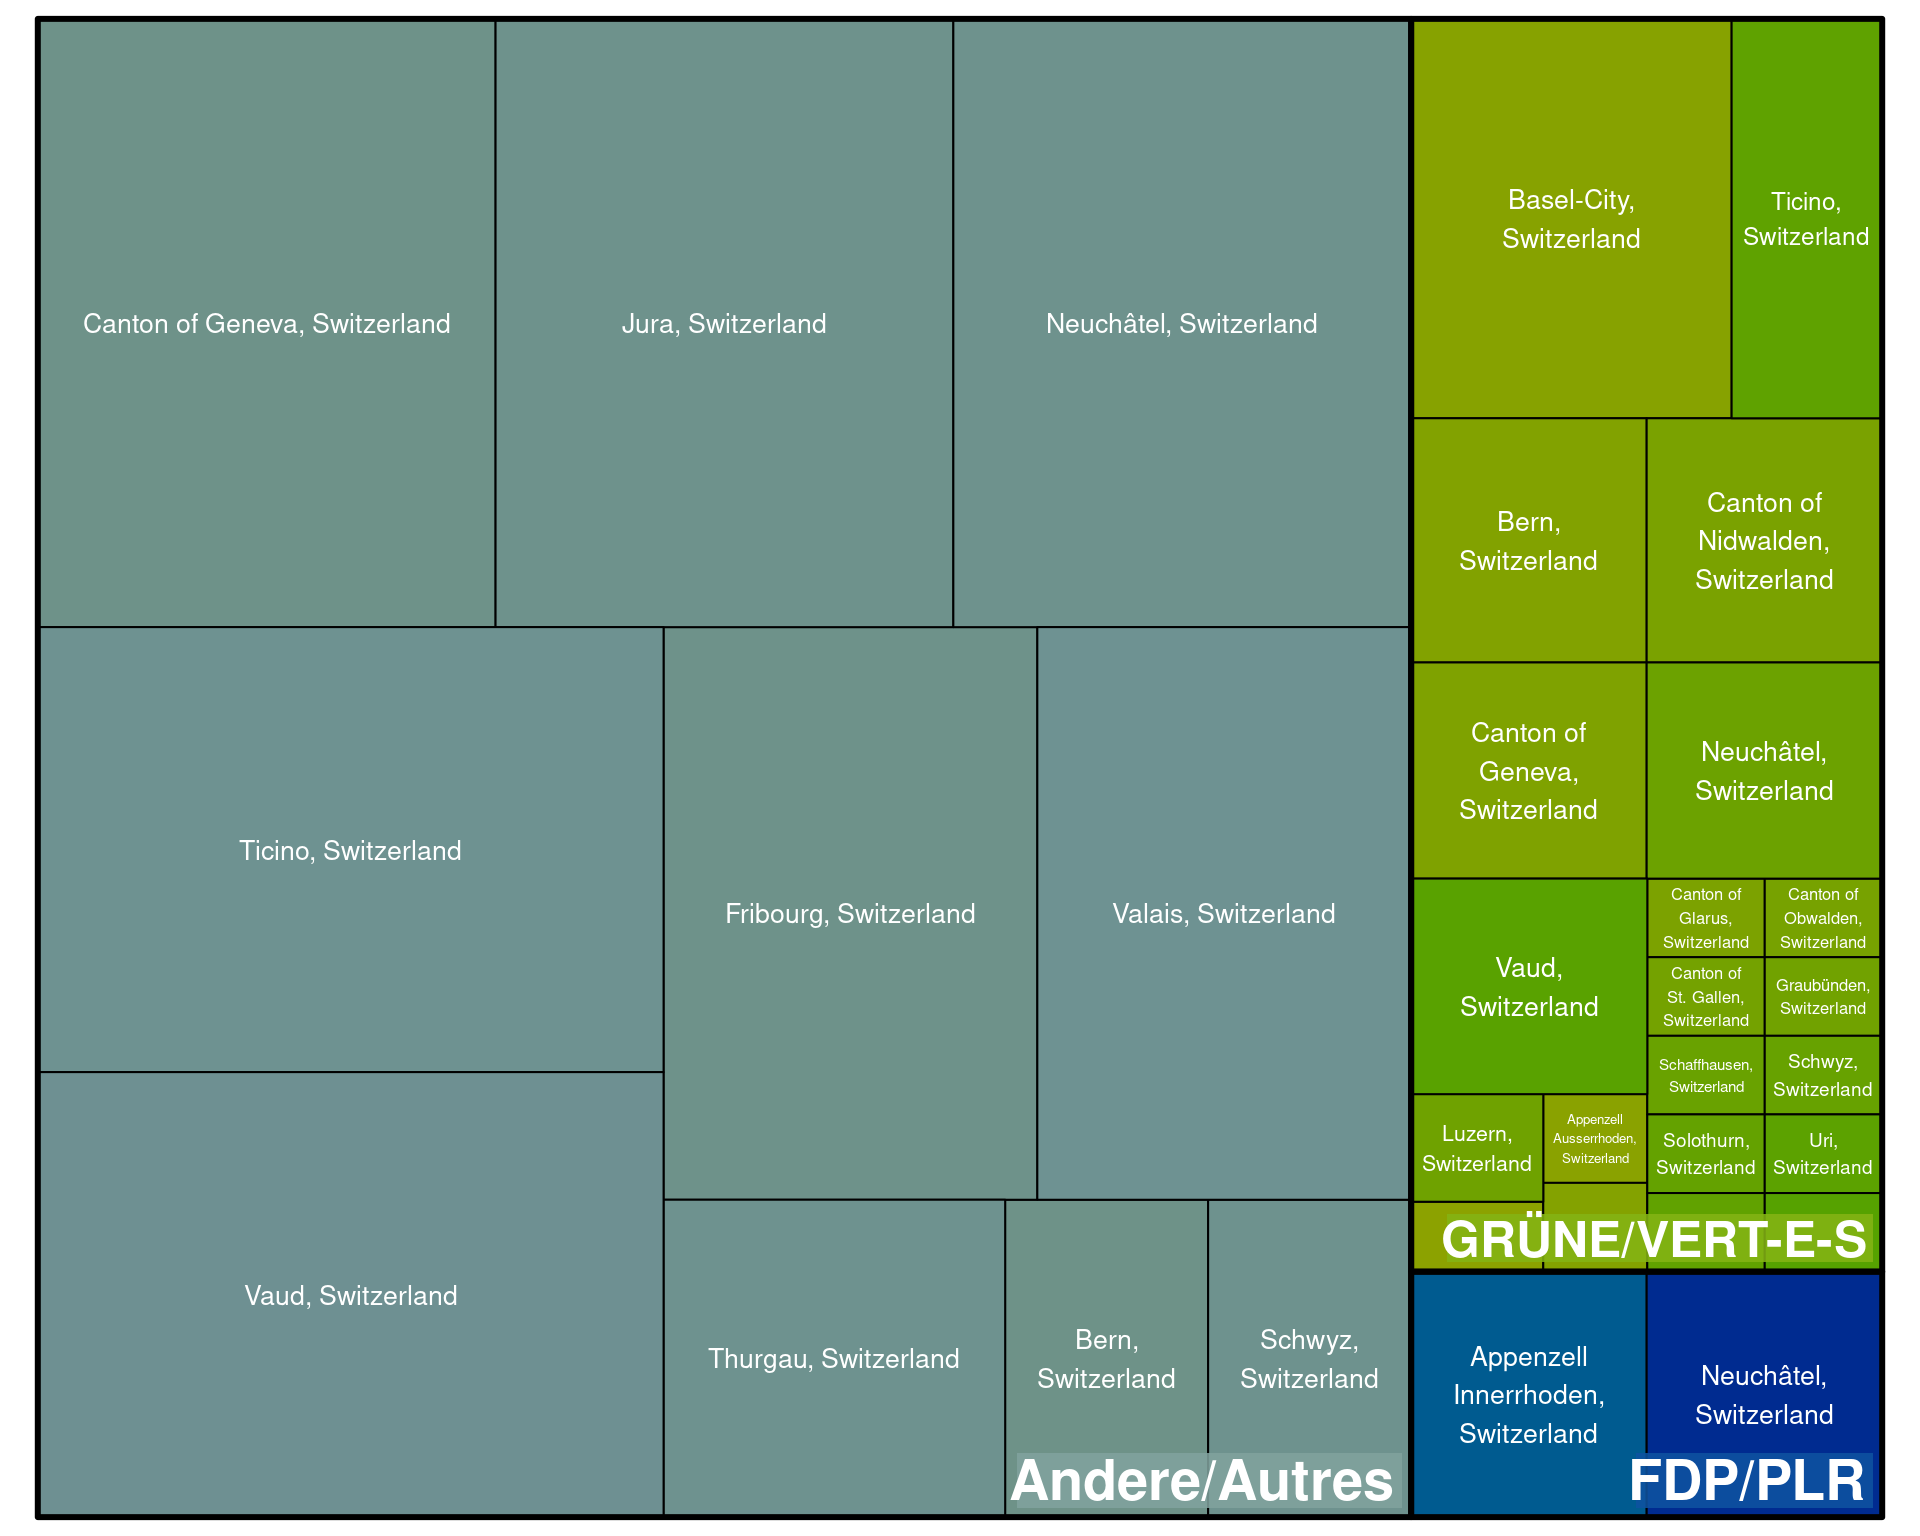 Canton of Geneva, Switzerland
Jura, Switzerland
Neuchâtel, Switzerland
Ticino, Switzerland
Vaud, Switzerland
Fribourg, Switzerland
Valais, Switzerland
Thurgau, Switzerland
Bern,
Switzerland
Schwyz,
Switzerland
Andere/Autres
Basel-City,
Switzerland
Ticino,
Switzerland
Bern,
Switzerland
Canton of
Nidwalden,
Switzerland
Canton of
Geneva,
Switzerland
Neuchâtel,
Switzerland
Vaud,
Switzerland
Canton of
Glarus,
Switzerland
Canton of
Obwalden,
Switzerland
Canton of
St. Gallen,
Switzerland
Graubünden,
Switzerland
Schaffhausen,
Switzerland
Schwyz,
Switzerland
Luzern,
Switzerland
Appenzell
Ausserrhoden,
Switzerland
Solothurn,
Switzerland
Uri,
Switzerland
GRÜNE/VERT-E-S
Appenzell
Innerrhoden,
Switzerland
Neuchâtel,
Switzerland
FDP/PLR